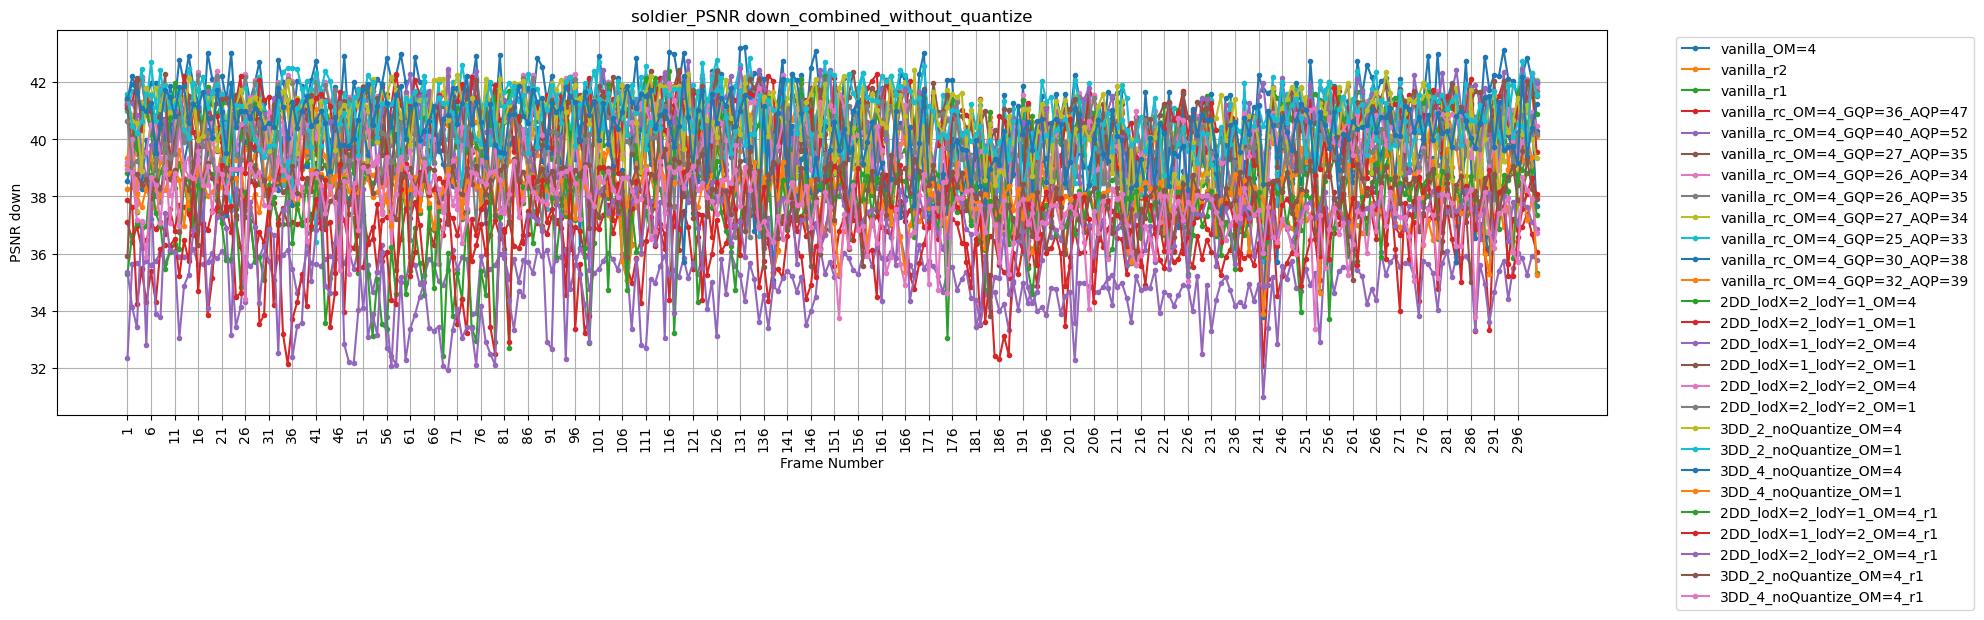 soldier_PSNR down_combined_without_quantize
PSNR down
42
40
38
36
34
32
1 6 11 16 21 26 31 36 41 46 51 56 61 66 71 76 81 86 91 96 101 106 111 116 121 126 131 136 141 146 151 156 161 166 171 176 181 186 191 196 201 206 211 216 221 226 231 236 241 246 251 256 261 266 271 276 281 286 291 296
Frame Number
vanilla_OM=4
vanilla_r2
vanilla_r1
vanilla_rc_OM=4_GQP=36_AQP=47
vanilla_rc_OM=4_GQP=40_AQP=52
vanilla_rc_OM=4_GQP=27_AQP=35
vanilla_rc_OM=4_GQP=26_AQP=34
vanilla_rc_OM=4_GQP=26_AQP=35
vanilla_rc_OM=4_GQP=27_AQP=34
vanilla_rc_OM=4_GQP=25_AQP=33
vanilla_rc_OM=4_GQP=30_AQP=38
vanilla_rc_OM=4_GQP=32_AQP=39
2DD_lodX=2_lodY=1_OM=4
2DD_lodX=2_lodY=1_OM=1
2DD_lodX=1_lodY=2_OM=4
2DD_lodX=1_lodY=2_OM=1
2DD_lodX=2_lodY=2_OM=4
2DD_lodX=2_lodY=2_OM=1
3DD_2_noQuantize_OM=4
3DD_2_noQuantize_OM=1
3DD_4_noQuantize_OM=4
3DD_4_noQuantize_OM=1
2DD_lodX=2_lodY=1_OM=4_r1
2DD_lodX=1_lodY=2_OM=4_r1
2DD_lodX=2_lodY=2_OM=4_r1
3DD_2_noQuantize_OM=4_r1
3DD_4_noQuantize_OM=4_r1